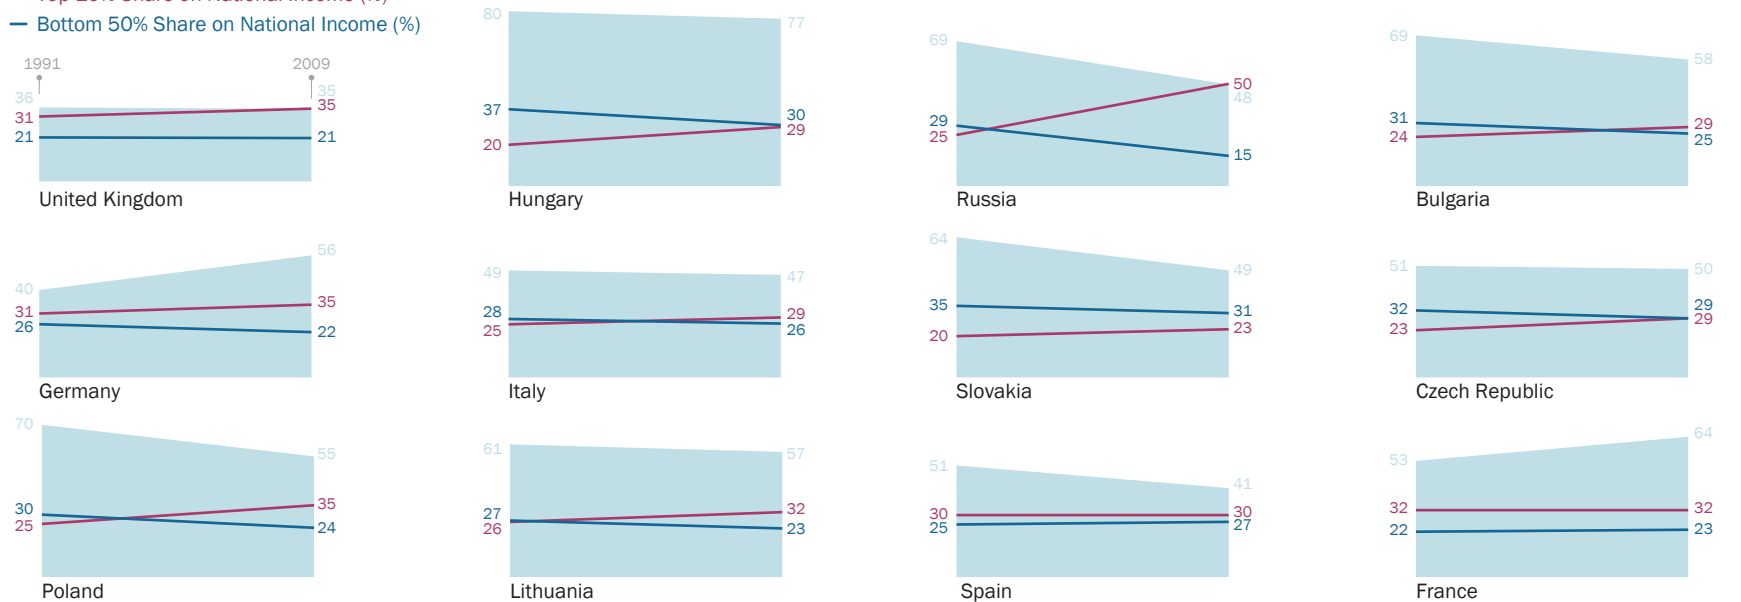 Share on National Income (%)
Bottom 50% Share on National Income (%)
1991 2009
36 35
31 35
21 21
United Kingdom
80 77
37 30
20 29
Hungary
69 50
29 48
25 15
Russia
69 58
31 29
24 25
Bulgaria
40 56
31 35
26 22
Germany
49 47
28 29
25 26
Italy
64 49
35 31
20 23
Slovakia
51 50
32 29
23 29
Czech Republic
70 55
30 35
25 24
Poland
61 57
27 32
26 23
Lithuania
51 41
30 30
25 27
Spain
53 64
32 32
22 23
France